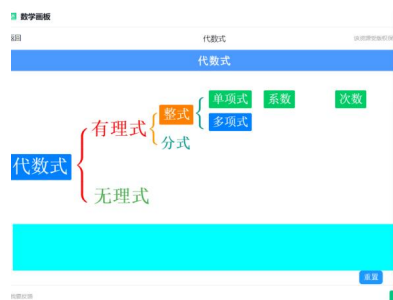 数学画板
返回 代数式
代数式
单项式 系数 次数
整式
多项式
有理式
分式
代数式
无理式
重置